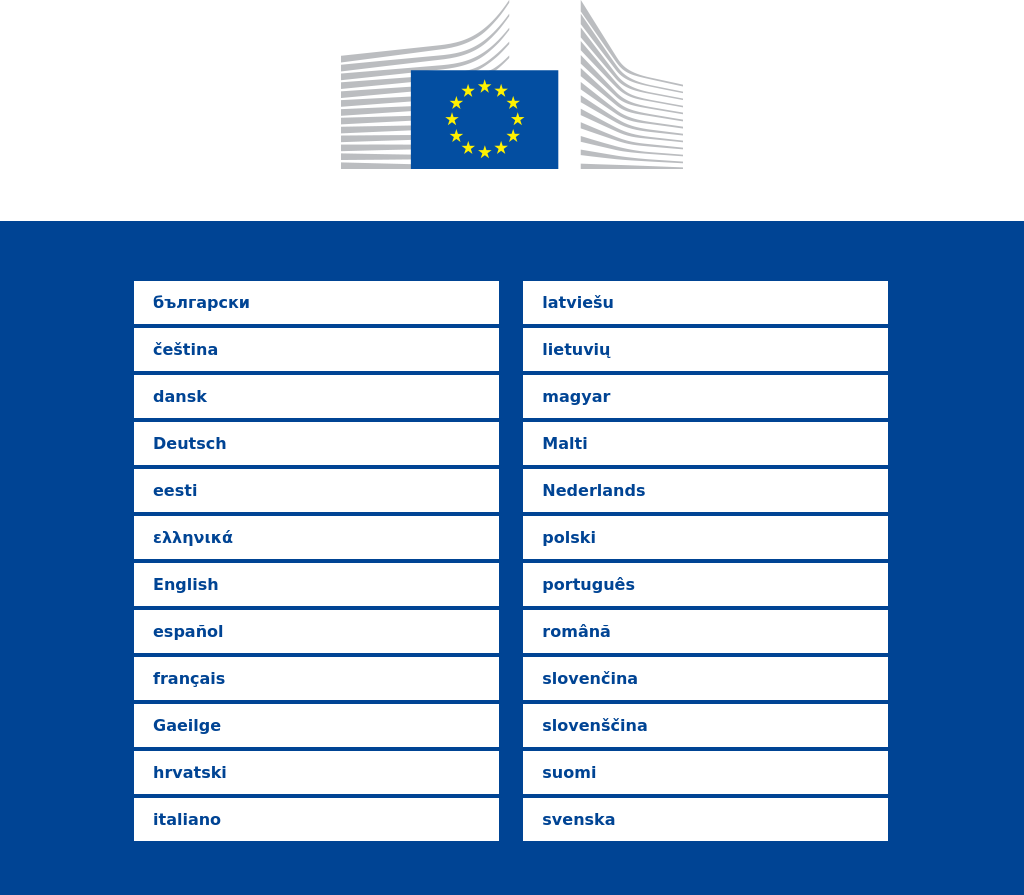 български
čeština
dansk
Deutsch
eesti
ελληνικά
English
español
français
Gaeilge
hrvatski
italiano
latviešu
lietuvių
magyar
Malti
Nederlands
polski
português
română
slovenčina
slovenščina
suomi
svenska